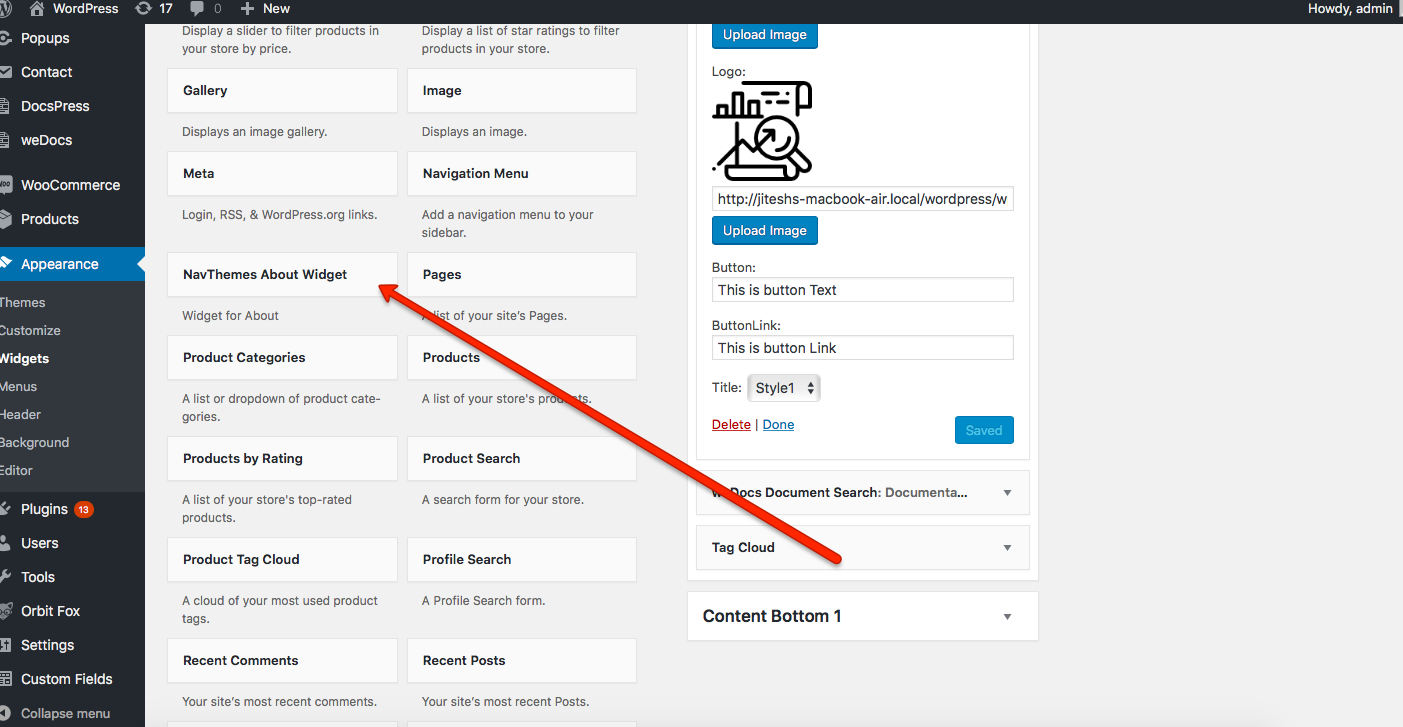 WordPress 17 0 New Howdy, admin
Popups
Contact
DocsPress
weDocs
WooCommerce
Products
Appearance
Themes
Customize
Widgets
Menus
Header
Background
Editor
Plugins 13
Users
Tools
Orbit Fox
Settings
Custom Fields
Collapse menu
Display a slider to filter products in
your store by price.
Display a list of star ratings to filter
products in your store.
Gallery
Image
Displays an image gallery.
Displays an image.
Meta
Navigation Menu
Login, RSS, & WordPress.org links.
Add a navigation menu to your
sidebar.
NavThemes About Widget
Pages
Widget for About
A list of your site's Pages.
Product Categories
Products
A list or dropdown of product cate-
gories.
A list of your store's products.
Products by Rating
Product Search
A list of your store's top-rated
products.
A search form for your store.
Product Tag Cloud
Profile Search
A cloud of your most used product
tags.
A Profile Search form.
Recent Comments
Recent Posts
Your site's most recent comments.
Your site's most recent Posts.
Upload Image
Logo:
http://jiteshs-macbook-air.local/wordpress/w
Upload Image
Button:
This is button Text
ButtonLink:
This is button Link
Title: Style1
Delete | Done
Saved
weDocs Document Search: Documenta...
Tag Cloud
Content Bottom 1